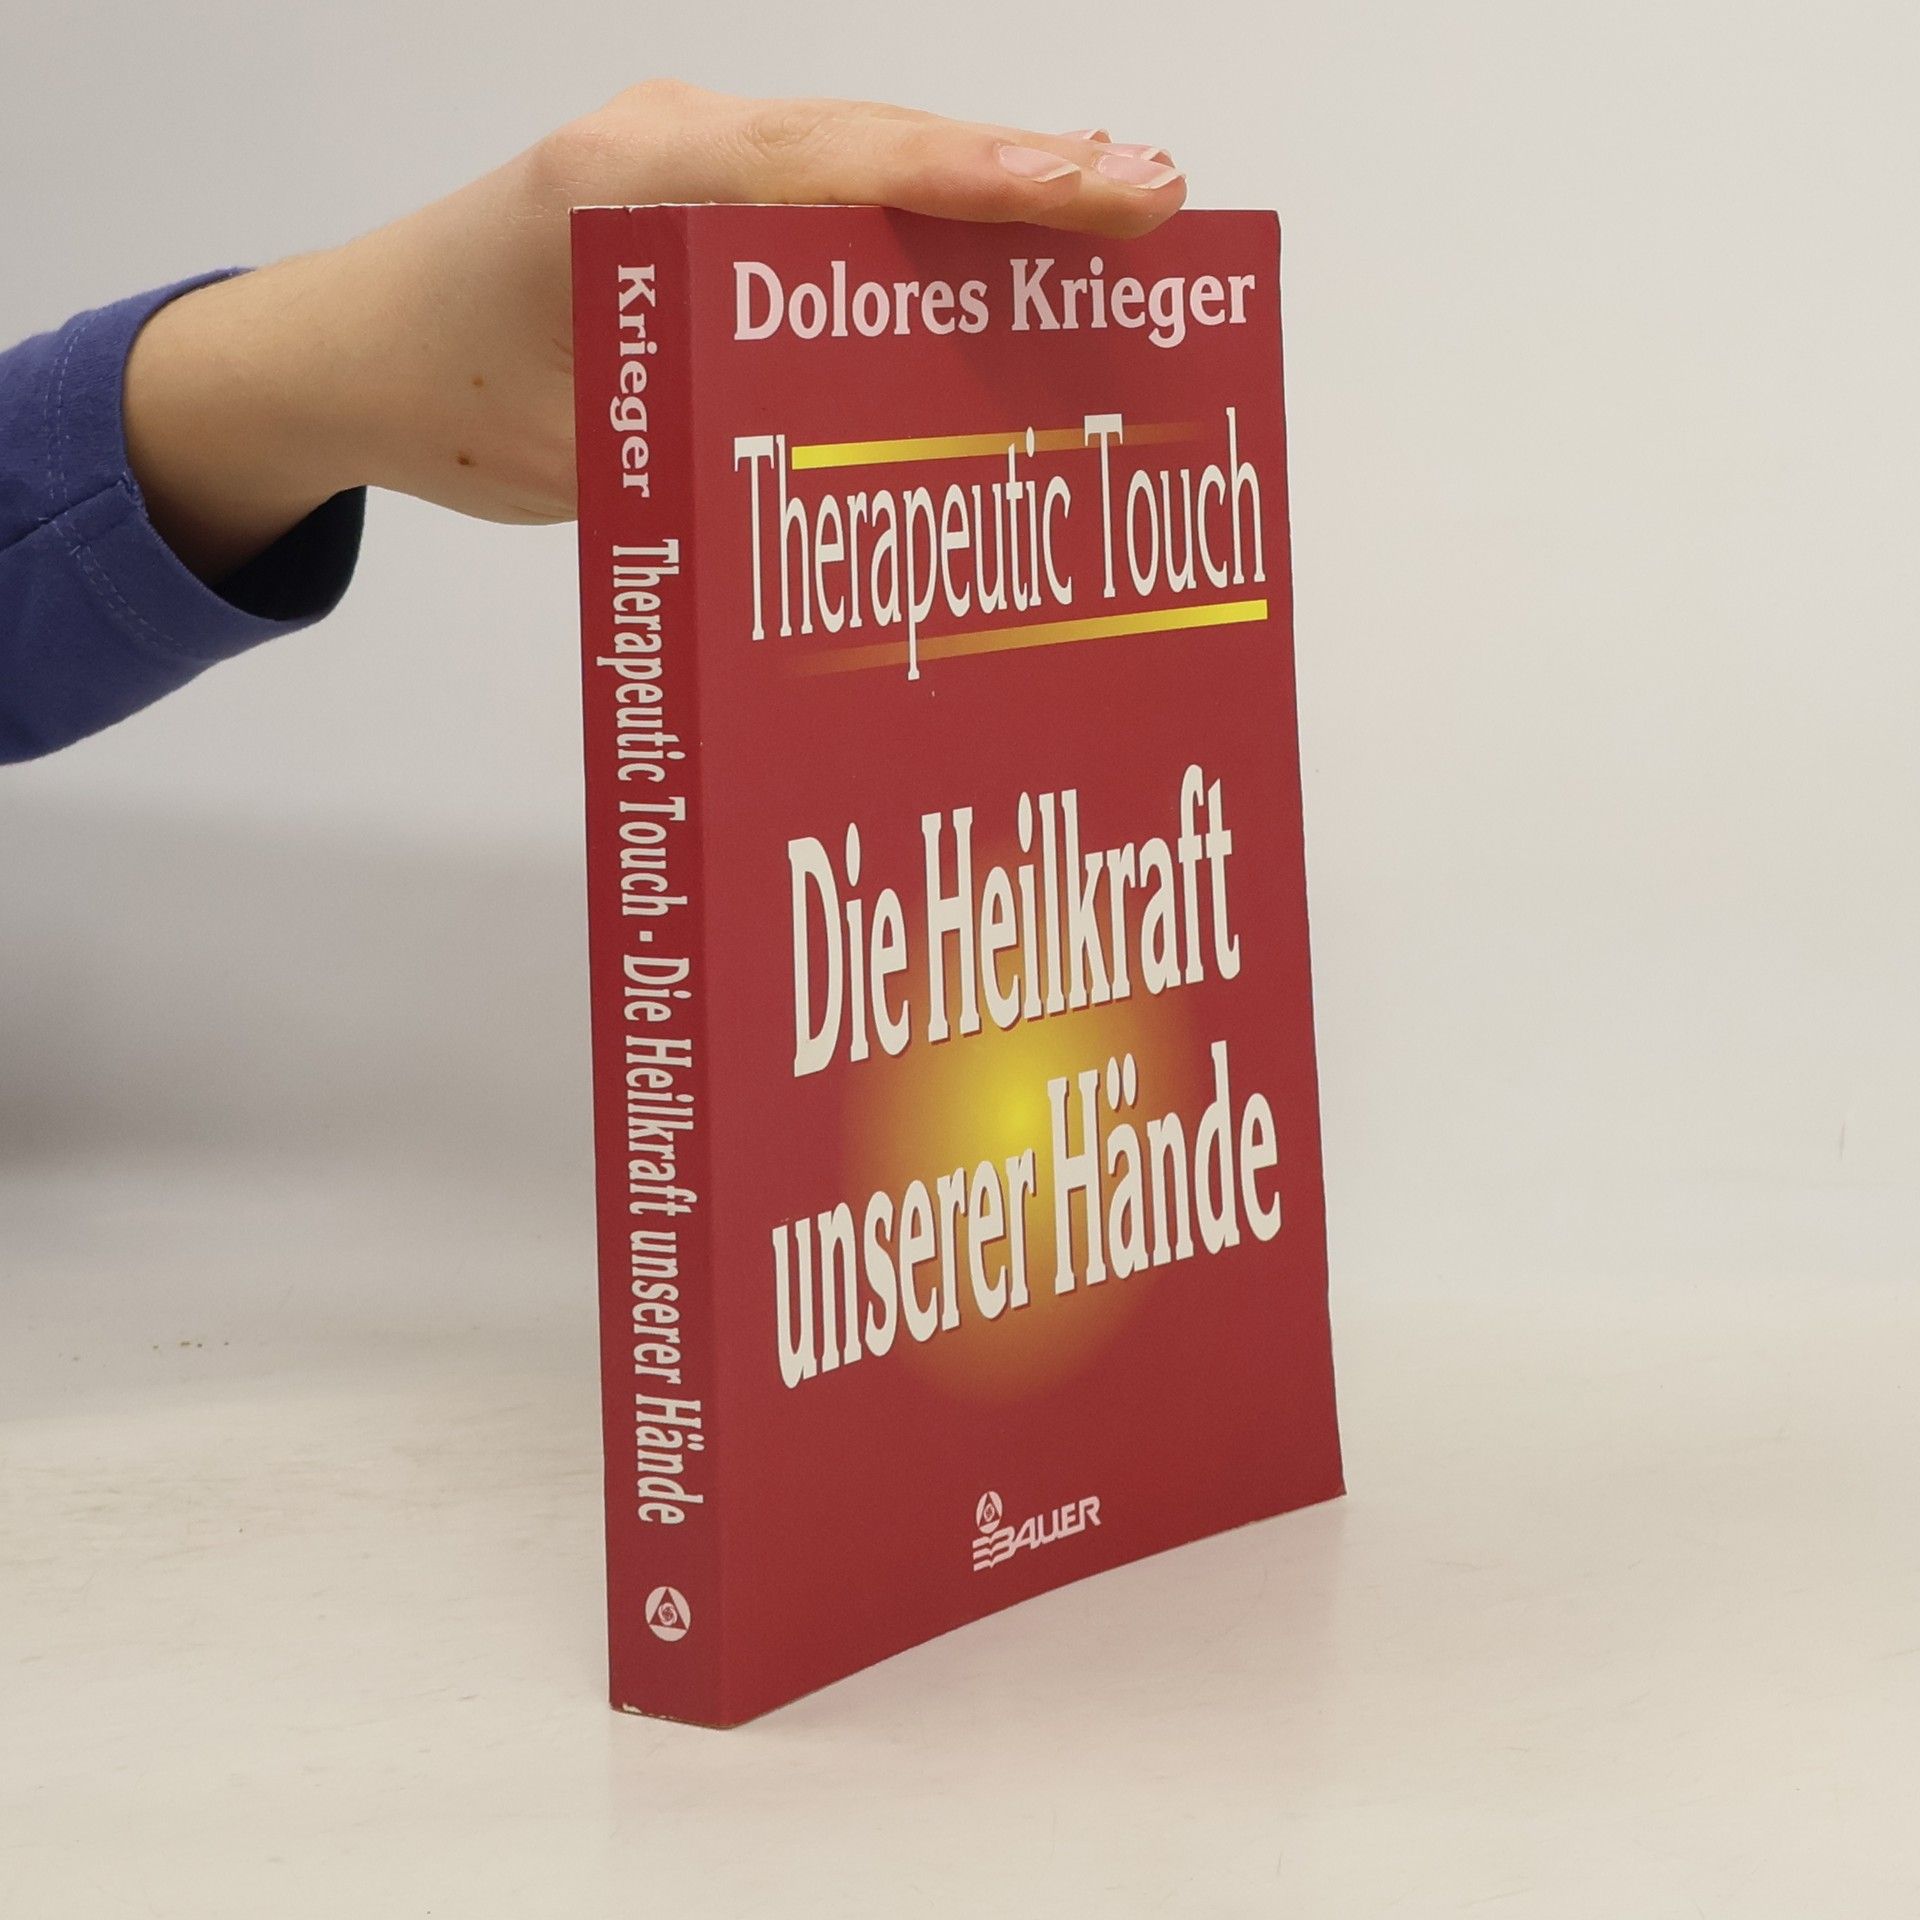 Dolores Krieger
Therapeutic Touch
Die Heilkraft
unserer Hände
BAUER
Krieger Therapeutic Touch · Die Heilkraft unserer Hände